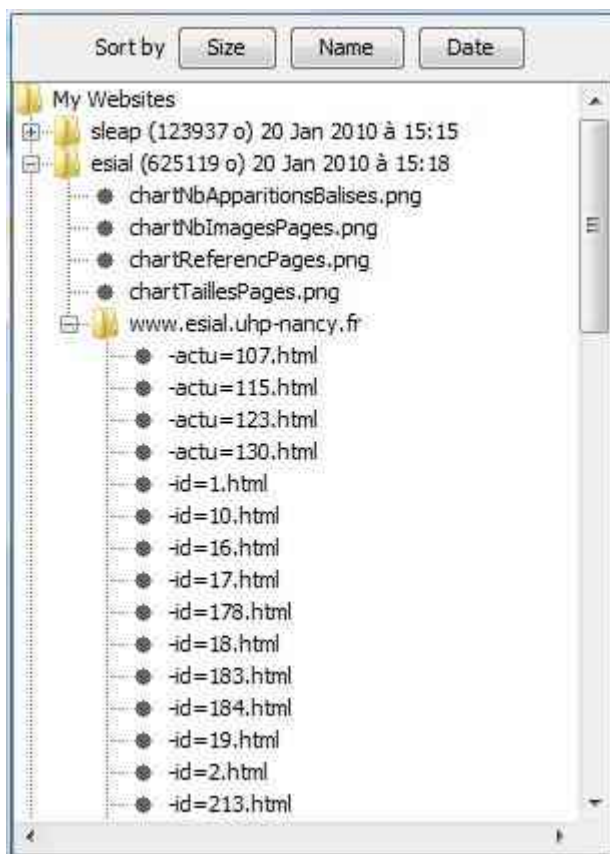 Sort by Size Name Date
My Websites
sleap (123937 o) 20 Jan 2010 à 15:15
esial (625119 o) 20 Jan 2010 à 15:18
chartNbApparitionsBalises.png
chartNbImagesPages.png
chartReferencPages.png
chartTaillesPages.png
www.esial.uhp-nancy.fr
-actu=107.html
-actu=115.html
-actu=123.html
-actu=130.html
-id=1.html
-id=10.html
-id=16.html
-id=17.html
-id=178.html
-id=18.html
-id=183.html
-id=184.html
-id=19.html
-id=2.html
-id=213.html